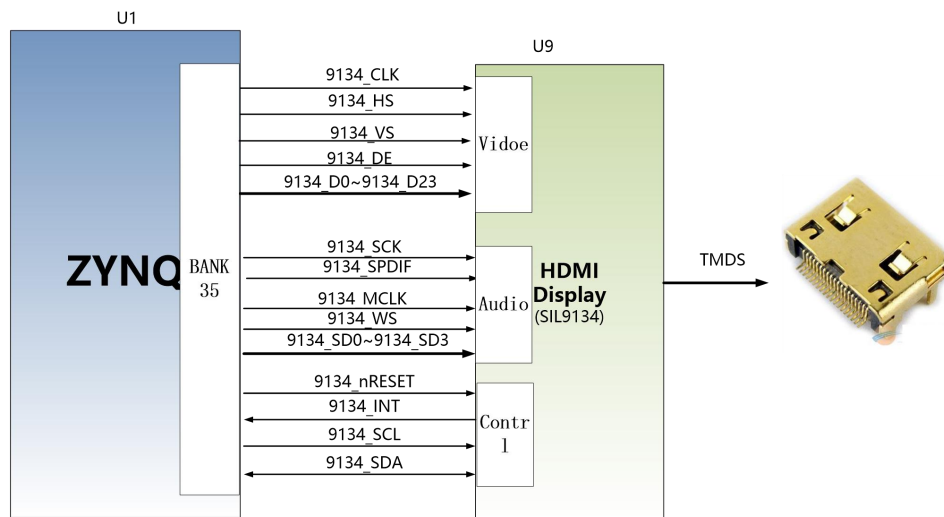 U1
U9
9134_CLK
9134_HS
9134_VS
9134_DE
9134_D0~9134_D23
Vidoe
ZYNQ
BANK
35
9134_SCK
9134_SPDIF
9134_MCLK
9134_WS
9134_SD0~9134_SD3
Audio
HDMI
Display
(SIL9134)
TMDS
9134_nRESET
9134_INT
9134_SCL
9134_SDA
Contr
l